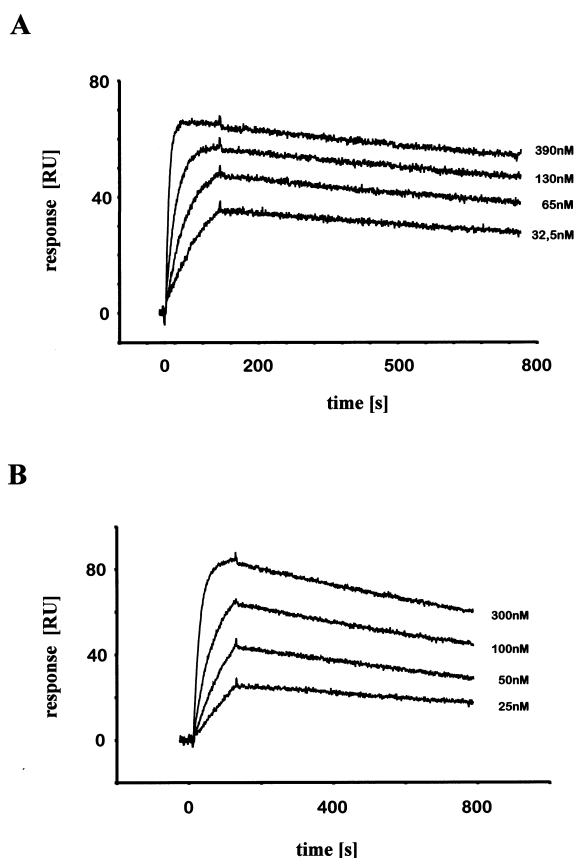 A
80
40
0
response [RU]
390nM
130nM
65nM
32,5nM
0 200 500 800
time [s]
B
80
40
0
response [RU]
300nM
100nM
50nM
25nM
0 400 800
time [s]